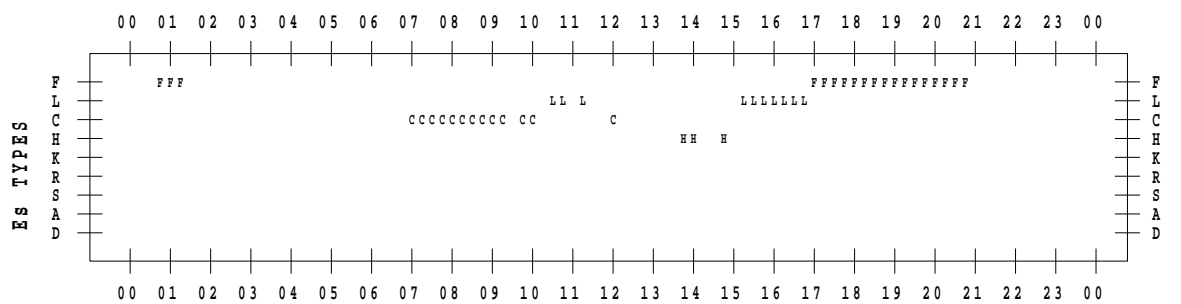 00 01 02 03 04 05 06 07 08 09 10 11 12 13 14 15 16 17 18 19 20 21 22 23 00
F FFF FFFFFFFFFFFFFFFF F
L LL L LLLLLLL L
C CCCCCCCCCC CC C C
H HH H H
K K
R R
S S
A A
D D
Es TYPES
00 01 02 03 04 05 06 07 08 09 10 11 12 13 14 15 16 17 18 19 20 21 22 23 00